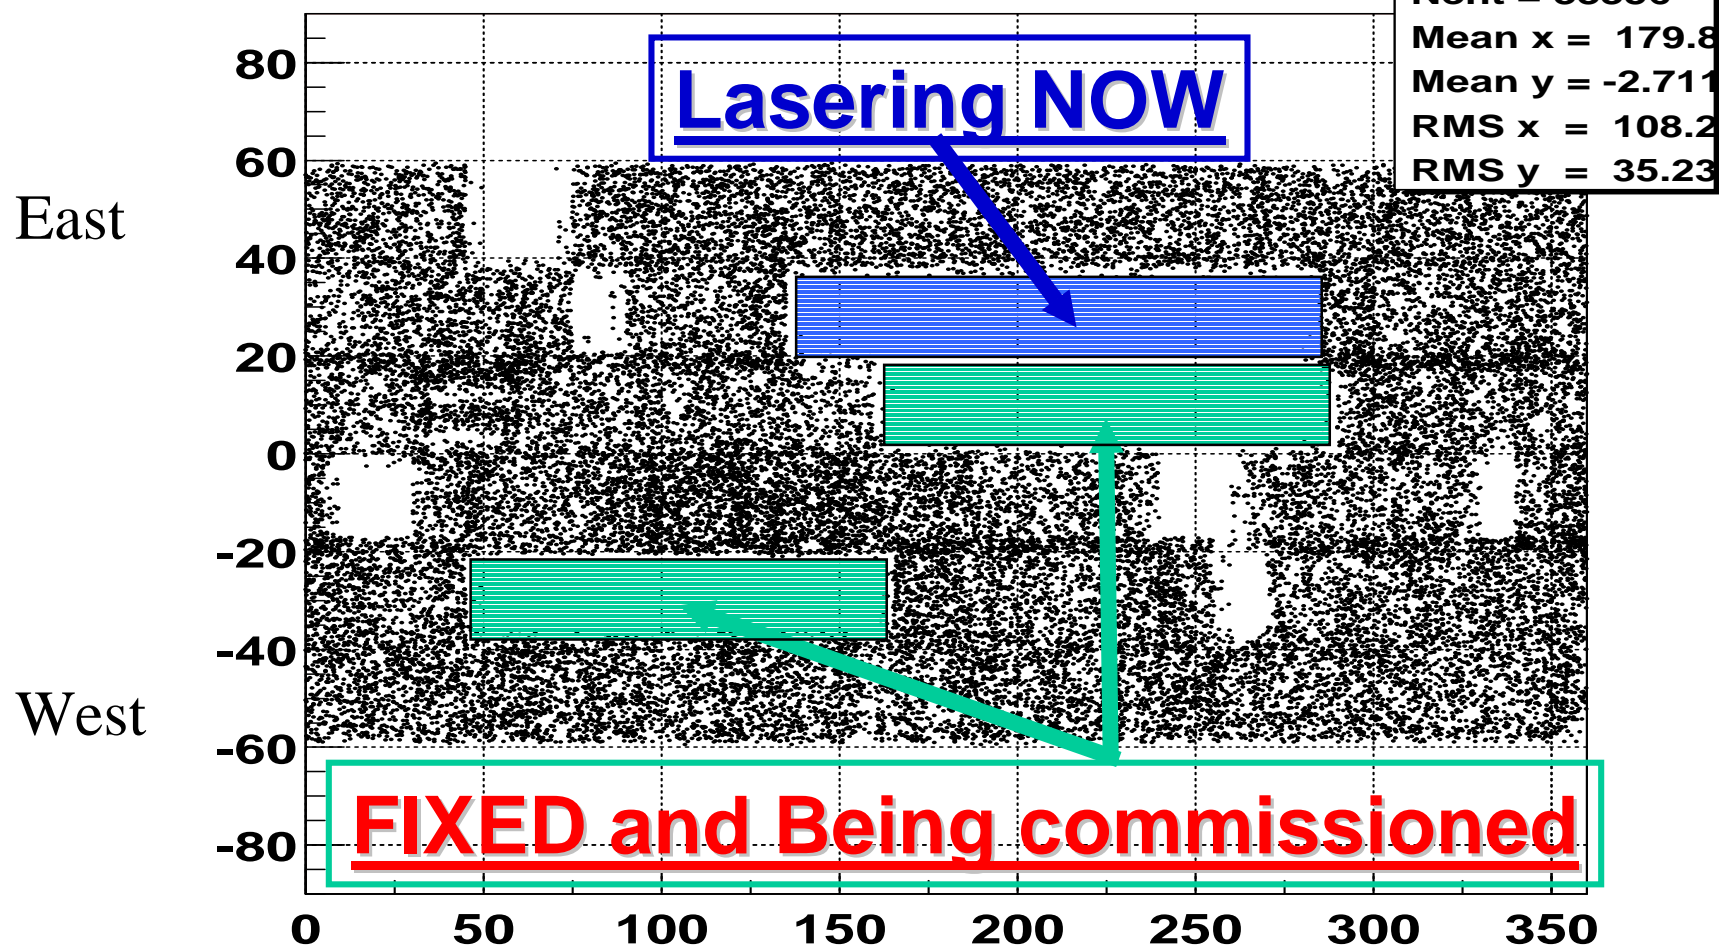 Mean x = 179.8
Mean y = -2.711
RMS x = 108.2
RMS y = 35.23
Lasering NOW
East
West
80
60
40
20
0
-20
-40
-60
-80
FIXED and Being commissioned
0 50 100 150 200 250 300 350